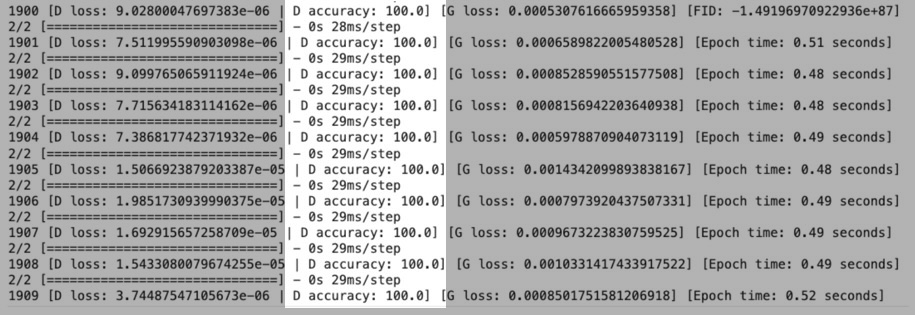 1900 [D loss: 9.02800047697383e-06 | D accuracy: 100.0] [G loss: 0.0005307616665959358] [FID: -1.49196970922936e+87]
2/2 [==============================] - 0s 28ms/step
1901 [D loss: 7.511995590903098e-06 | D accuracy: 100.0] [G loss: 0.0006589822005480528] [Epoch time: 0.51 seconds]
2/2 [==============================] - 0s 29ms/step
1902 [D loss: 9.099765065911924e-06 | D accuracy: 100.0] [G loss: 0.0008528590551577508] [Epoch time: 0.48 seconds]
2/2 [==============================] - 0s 29ms/step
1903 [D loss: 7.715634183114162e-06 | D accuracy: 100.0] [G loss: 0.0008156942203640938] [Epoch time: 0.48 seconds]
2/2 [==============================] - 0s 29ms/step
1904 [D loss: 7.386817742371932e-06 | D accuracy: 100.0] [G loss: 0.0005978870904073119] [Epoch time: 0.49 seconds]
2/2 [==============================] - 0s 29ms/step
1905 [D loss: 1.5066923879203387e-05 | D accuracy: 100.0] [G loss: 0.0014342099893838167] [Epoch time: 0.48 seconds]
2/2 [==============================] - 0s 29ms/step
1906 [D loss: 1.9851730939990375e-05 | D accuracy: 100.0] [G loss: 0.0007973920437507331] [Epoch time: 0.49 seconds]
2/2 [==============================] - 0s 29ms/step
1907 [D loss: 1.692915657258709e-05 | D accuracy: 100.0] [G loss: 0.0009673223830759525] [Epoch time: 0.49 seconds]
2/2 [==============================] - 0s 29ms/step
1908 [D loss: 1.5433080079674255e-05 | D accuracy: 100.0] [G loss: 0.0010331417433917522] [Epoch time: 0.49 seconds]
2/2 [==============================] - 0s 29ms/step
1909 [D loss: 3.74487547105673e-06 | D accuracy: 100.0] [G loss: 0.0008501751581206918] [Epoch time: 0.52 seconds]